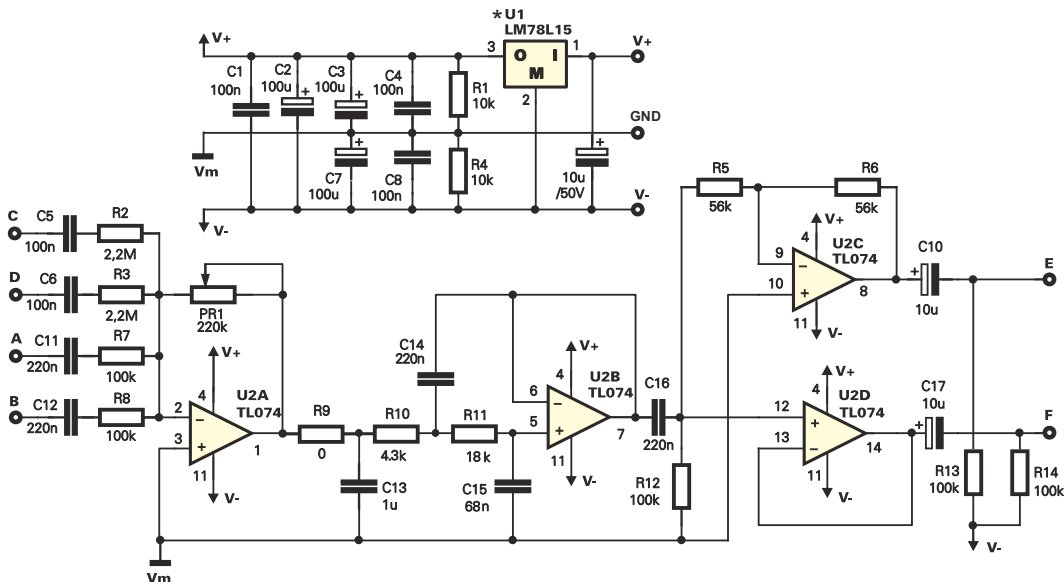 *U1
LM78L15
V+
3
O
I
M
1
2
V+
C1
100n
C2
100u
+
C3
100u
+
C4
100n
R1
10k
GND
Vm
C7
100u
+
C8
100n
R4
10k
+
10u
/50V
V-
V-
C
C5
100n
R2
2,2M
D
C6
100n
R3
2,2M
PR1
220k
A
C11
220n
R7
100k
B
C12
220n
R8
100k
V+
4
U2A
TL074
2
−
3
+
1
11
V-
R9
0
C13
1u
R10
4.3k
C14
220n
R11
18k
C15
68n
V+
4
U2B
TL074
6
−
5
+
7
11
V-
C16
220n
R12
100k
R5
56k
R6
56k
V+
4
U2C
TL074
9
−
10
+
8
11
V-
C10
+
10u
E
V+
4
U2D
TL074
12
+
13
−
14
11
V-
C17
10u
+
F
R13
100k
R14
100k
V-
Vm